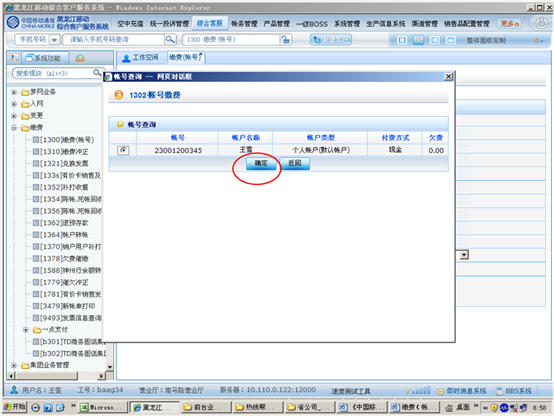 黑龙江移动综合客户服务系统 - Windows Internet Explorer
中国移动通信
CHINA MOBILE
黑龙江移动
综合客户服务系统
空中充值 统一投诉管理 综合客服 帐务管理 产品管理 一级BOSS 系统管理 生产信息系统 渠道管理 销售品配置管理 更多
手机号码 请输入手机号码查询 1300 缴费(帐号) 整体面板定制
系统功能 工作空间 缴费(帐号)
搜索模块 (Alt+3)
梦网业务
入网
变更
缴费
[1300]缴费(帐号)
[1310]缴费冲正
[1321]兑换发票
[133s]有价卡销售及
[1352]补打收据
[1354]陈帐,死帐回收
[1356]陈帐,死帐回收
[1362]退预存款
[1364]帐户转帐
[1370]销户用户补打
[1378]欠费催缴
[1588]神州行余额转
[1779]催欠冲正
[1781]有价卡销售发
[3479]新帐单打印
[9493]发票信息查询
一点支付
[b301]TD商务固话集
[b302]TD商务固话集
集团业务管理
帐号查询 -- 网页对话框
1302·帐号缴费
帐号查询
帐号 帐户名称 帐户类型 付费方式 欠费
23001200345 王雪 个人帐户(默认帐户) 现金 0.00
确定 返回
用户名：王雪 工号：baag34 营业厅：南马路营业厅 服务器：10.110.0.122:12000 速度测试工具 即时消息系统 BBS系统
开始 Microso... 黑龙江... 前台业... 热线帮... 省公司_... 《中国移... 缴费《帐... 桌面 8:58